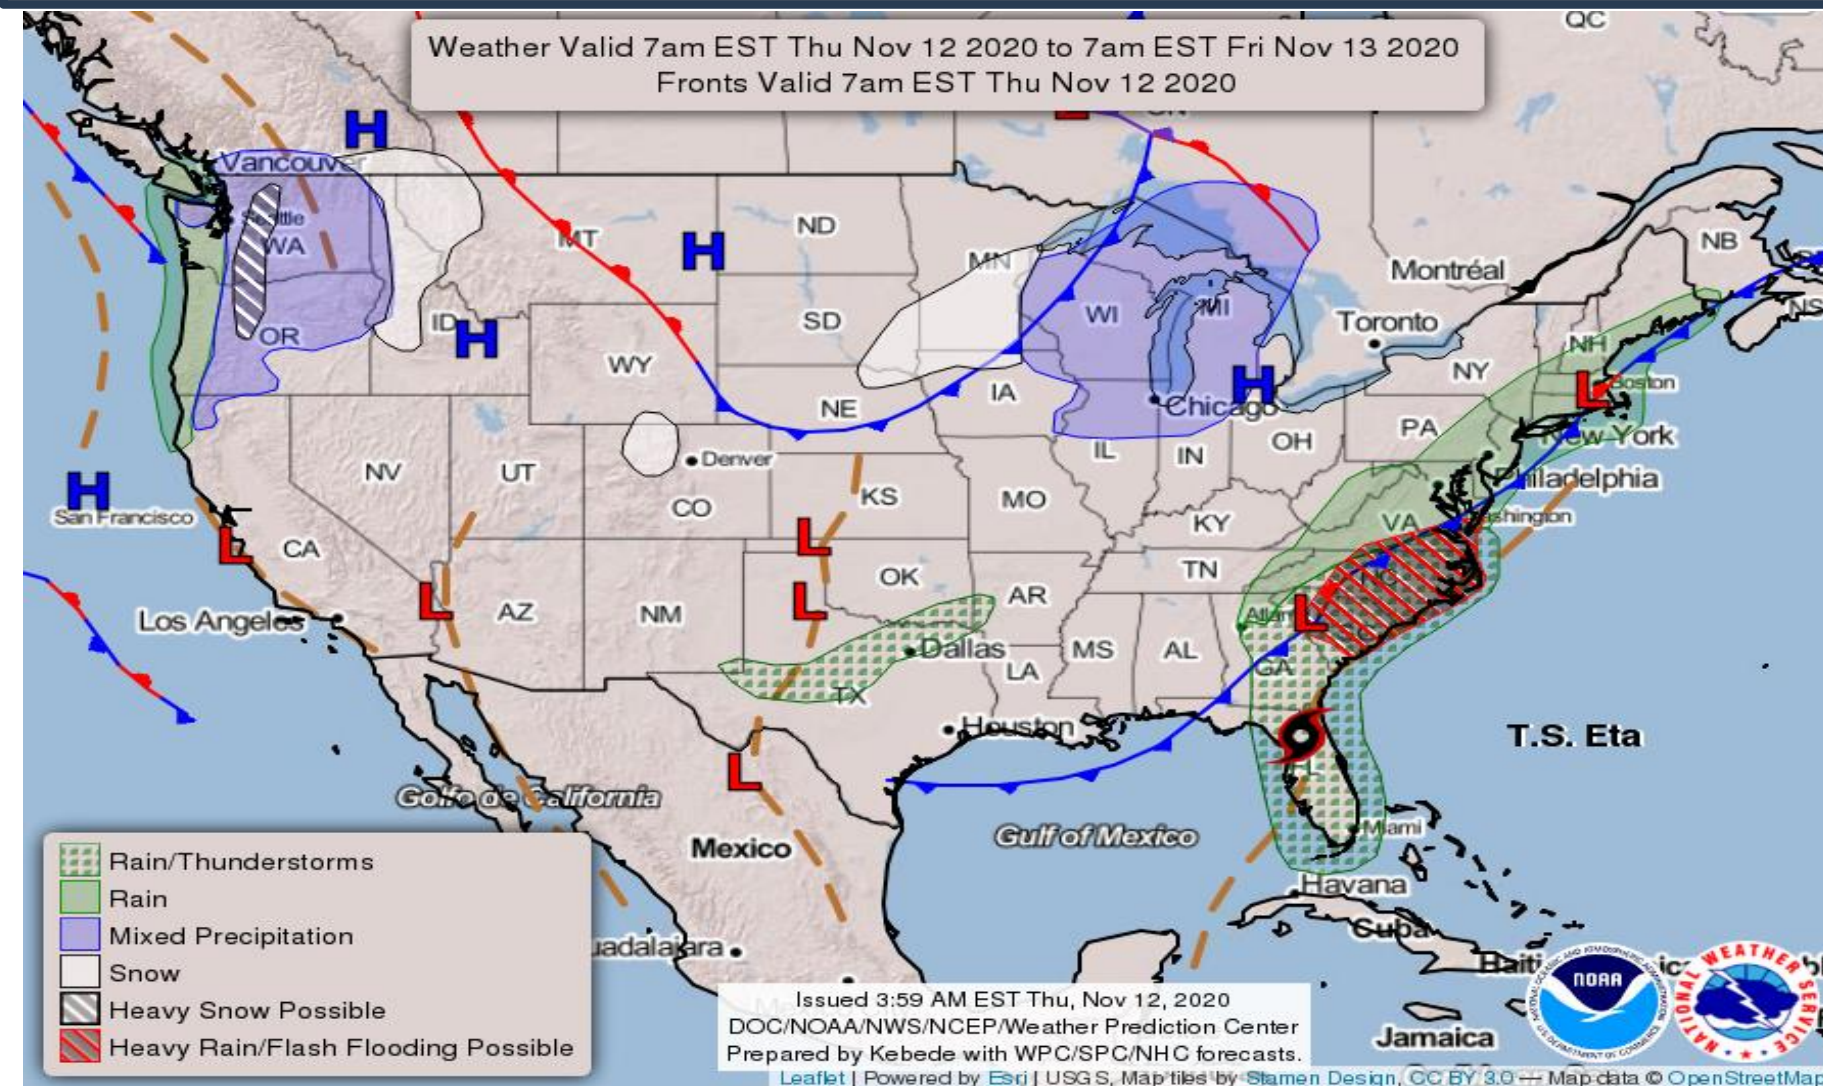 QC
Weather Valid 7am EST Thu Nov 12 2020 to 7am EST Fri Nov 13 2020
Fronts Valid 7am EST Thu Nov 12 2020
H
Vancouver
Seattle
WA
MT
H
ND
MN
NB
Montréal
OR
ID
H
SD
WI
MI
Toronto
NS
NH
WY
IA
H
NY
L
Boston
NE
Chicago
PA
New York
NV
UT
Denver
IL
IN
OH
H
San Francisco
CO
KS
MO
KY
VA
Philadelphia
Washington
L
CA
L
OK
TN
NC
L
AZ
NM
L
AR
L
Los Angeles
Dallas
LA
MS
AL
GA
TX
Houston
T.S. Eta
L
FL
Golfo de California
Mexico
Gulf of Mexico
Miami
Rain/Thunderstorms
Rain
Mixed Precipitation
Snow
Heavy Snow Possible
Heavy Rain/Flash Flooding Possible
Havana
Cuba
Haiti
uadalajara
Jamaica
NOAA
NATIONAL WEATHER SERVICE
Issued 3:59 AM EST Thu, Nov 12, 2020
DOC/NOAA/NWS/NCEP/Weather Prediction Center
Prepared by Kebede with WPC/SPC/NHC forecasts.
Leaflet | Powered by Esri | USGS, Map tiles by Stamen Design, CC BY 3.0 — Map data © OpenStreetMap